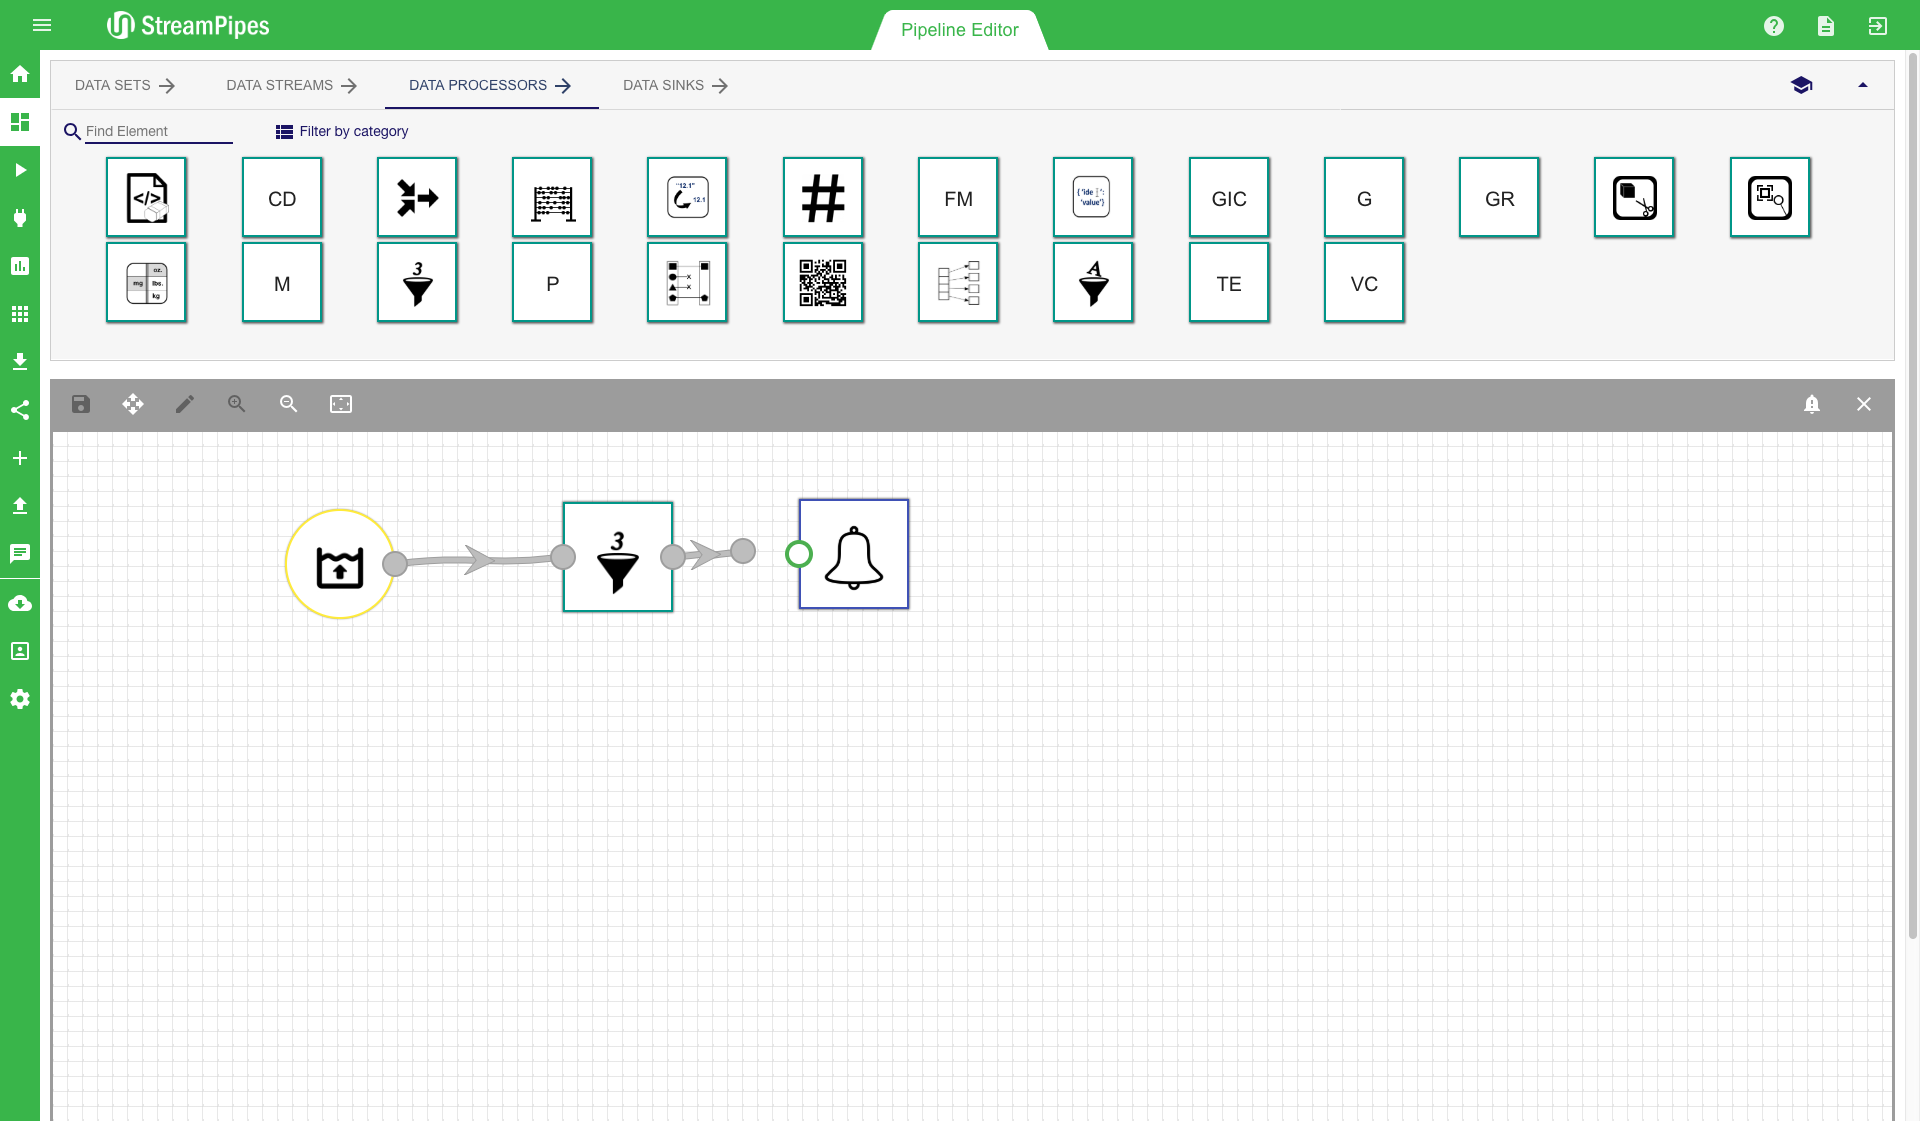 StreamPipes
Pipeline Editor
DATA SETS DATA STREAMS DATA PROCESSORS DATA SINKS
Find Element
Filter by category
</> CD "12.1" 12.1 # FM { 'ide 'value'} GIC G GR
oz. mg lbs. kg M 3 P A TE VC
3